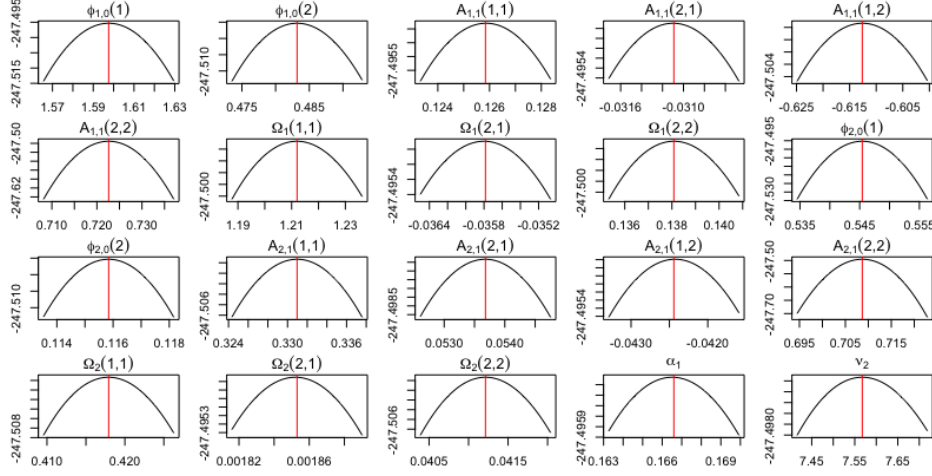 ϕ1,0(1) ϕ1,0(2) A1,1(1,1) A1,1(2,1) A1,1(1,2)
-247.515 -247.495 -247.510 -247.4955 -247.4954 -247.504
1.57 1.59 1.61 1.63 0.475 0.485 0.124 0.126 0.128 -0.0316 -0.0310 -0.625 -0.615 -0.605
A1,1(2,2) Ω1(1,1) Ω1(2,1) Ω1(2,2) ϕ2,0(1)
-247.62 -247.50 -247.500 -247.4954 -247.500 -247.530 -247.495
0.710 0.720 0.730 1.19 1.21 1.23 -0.0364 -0.0358 -0.0352 0.136 0.138 0.140 0.535 0.545 0.555
ϕ2,0(2) A2,1(1,1) A2,1(2,1) A2,1(1,2) A2,1(2,2)
-247.510 -247.506 -247.4985 -247.4954 -247.70 -247.50
0.114 0.116 0.118 0.324 0.330 0.336 0.0530 0.0540 -0.0430 -0.0420 0.695 0.705 0.715
Ω2(1,1) Ω2(2,1) Ω2(2,2) α1 ν2
-247.508 -247.4953 -247.506 -247.4959 -247.4980
0.410 0.420 0.00182 0.00186 0.0405 0.0415 0.163 0.166 0.169 7.45 7.55 7.65